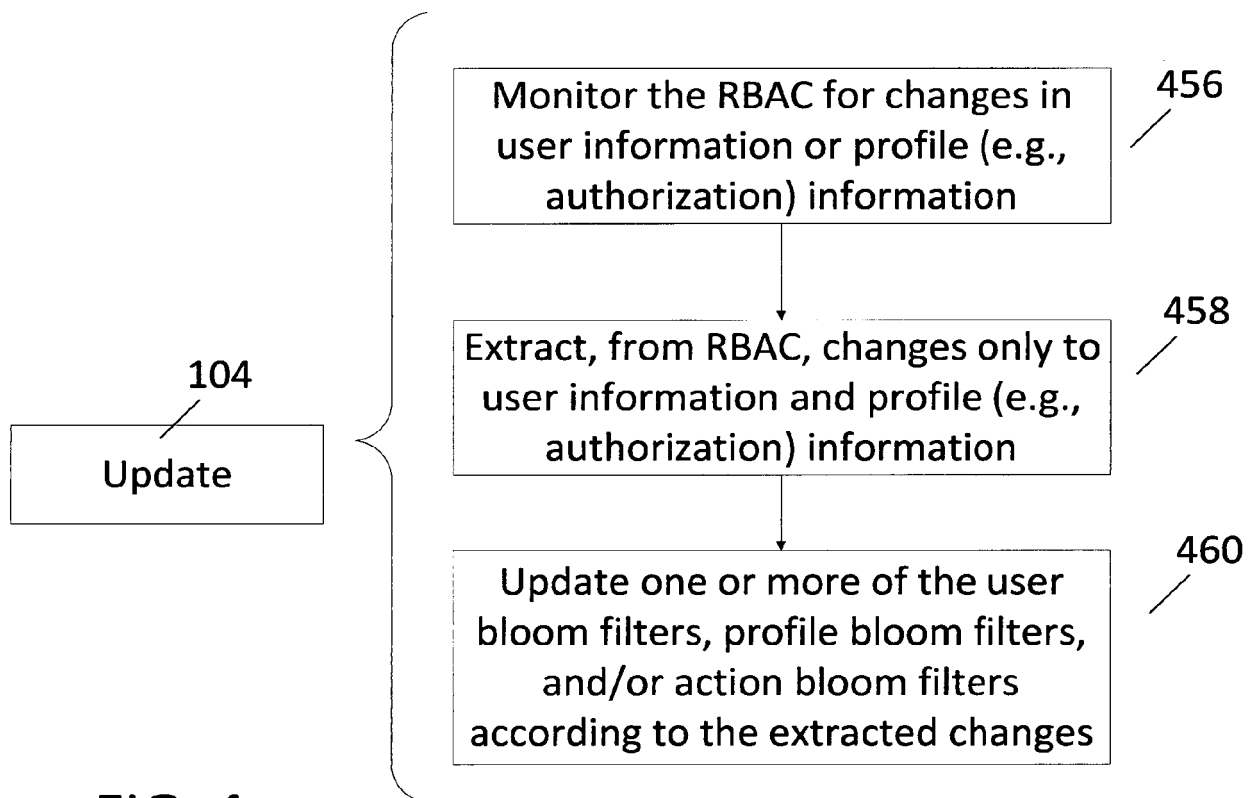 Monitor the RBAC for changes in
user information or profile (e.g.,
authorization) information
456
Extract, from RBAC, changes only to
user information and profile (e.g.,
authorization) information
458
104
Update
Update one or more of the user
bloom filters, profile bloom filters,
and/or action bloom filters
according to the extracted changes
460